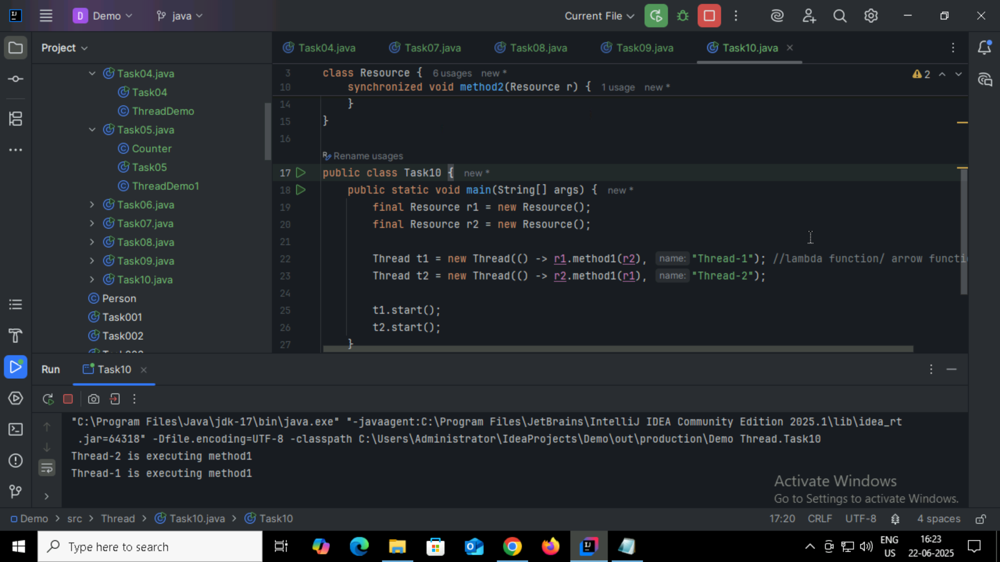 D Demo
java
Current File
Project
Task04.java
Task04
ThreadDemo
Task05.java
Counter
Task05
ThreadDemo1
Task06.java
Task07.java
Task08.java
Task09.java
Task10.java
Person
Task001
Task002
Task04.java Task07.java Task08.java Task09.java Task10.java
3 class Resource { 6 usages new *
10 synchronized void method2(Resource r) { 1 usage new *
2
14 }
15 }
16
Rename usages
17 public class Task10 { new *
18 public static void main(String[] args) { new *
19 final Resource r1 = new Resource();
20 final Resource r2 = new Resource();
21
22 Thread t1 = new Thread(() -> r1.method1(r2), name: "Thread-1"); //lambda function/ arrow functi
23 Thread t2 = new Thread(() -> r2.method1(r1), name: "Thread-2");
24
25 t1.start();
26 t2.start();
27 }
Run Task10
"C:\Program Files\Java\jdk-17\bin\java.exe" "-javaagent:C:\Program Files\JetBrains\IntelliJ IDEA Community Edition 2025.1\lib\idea_rt
.jar=64318" -Dfile.encoding=UTF-8 -classpath C:\Users\Administrator\IdeaProjects\Demo\out\production\Demo Thread.Task10
Thread-2 is executing method1
Thread-1 is executing method1
Activate Windows
Go to Settings to activate Windows.
Demo > src > Thread > Task10.java > Task10
17:20 CRLF UTF-8 4 spaces
Type here to search
ENG
US
16:23
22-06-2025